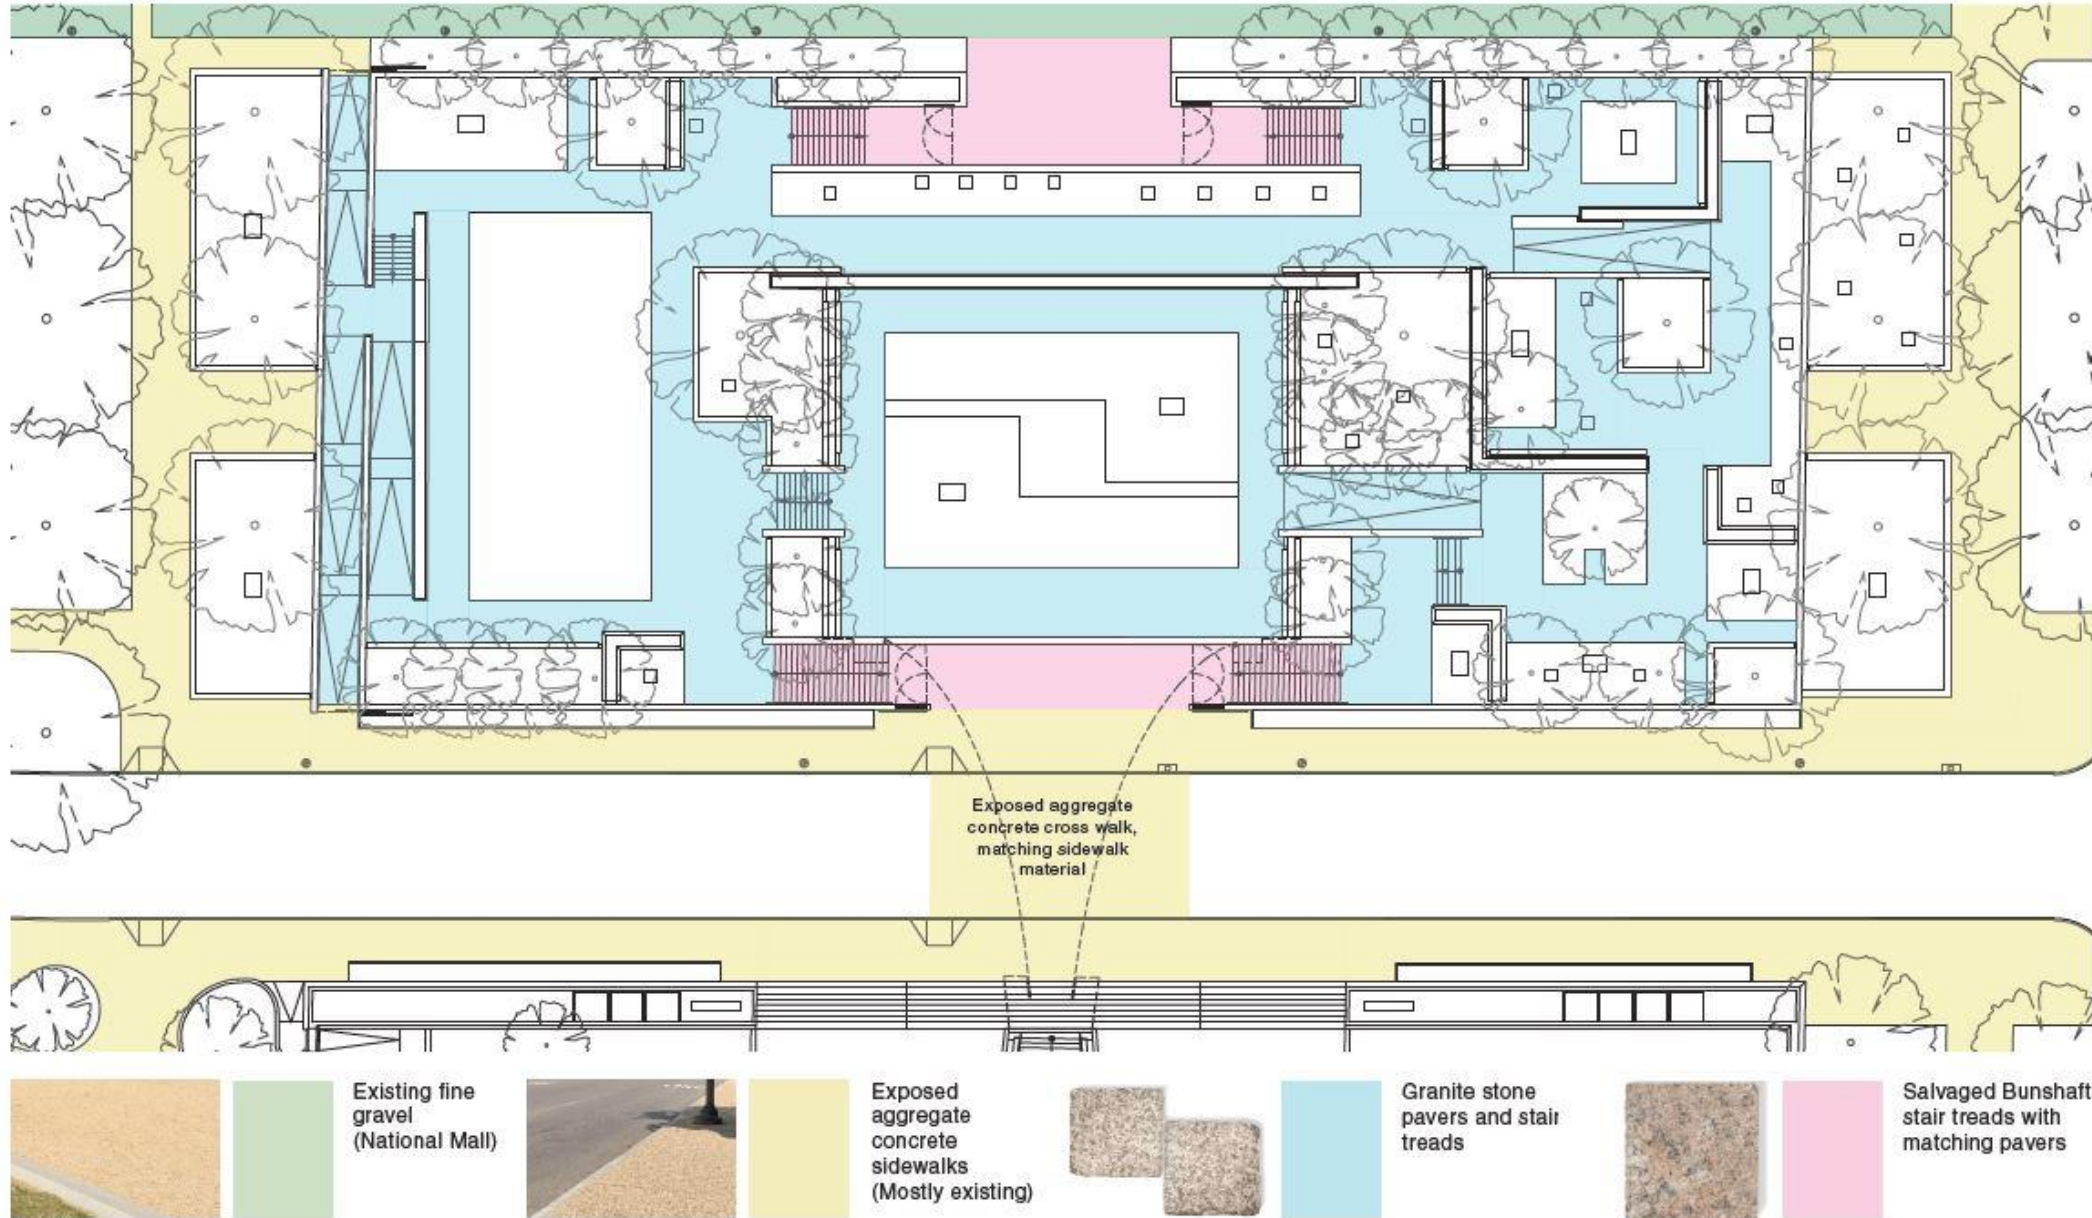 Exposed aggregate
concrete cross walk,
matching sidewalk
material
Existing fine
gravel
(National Mall)
Exposed
aggregate
concrete
sidewalks
(Mostly existing)
Granite stone
pavers and stair
treads
Salvaged Bunshaft
stair treads with
matching pavers